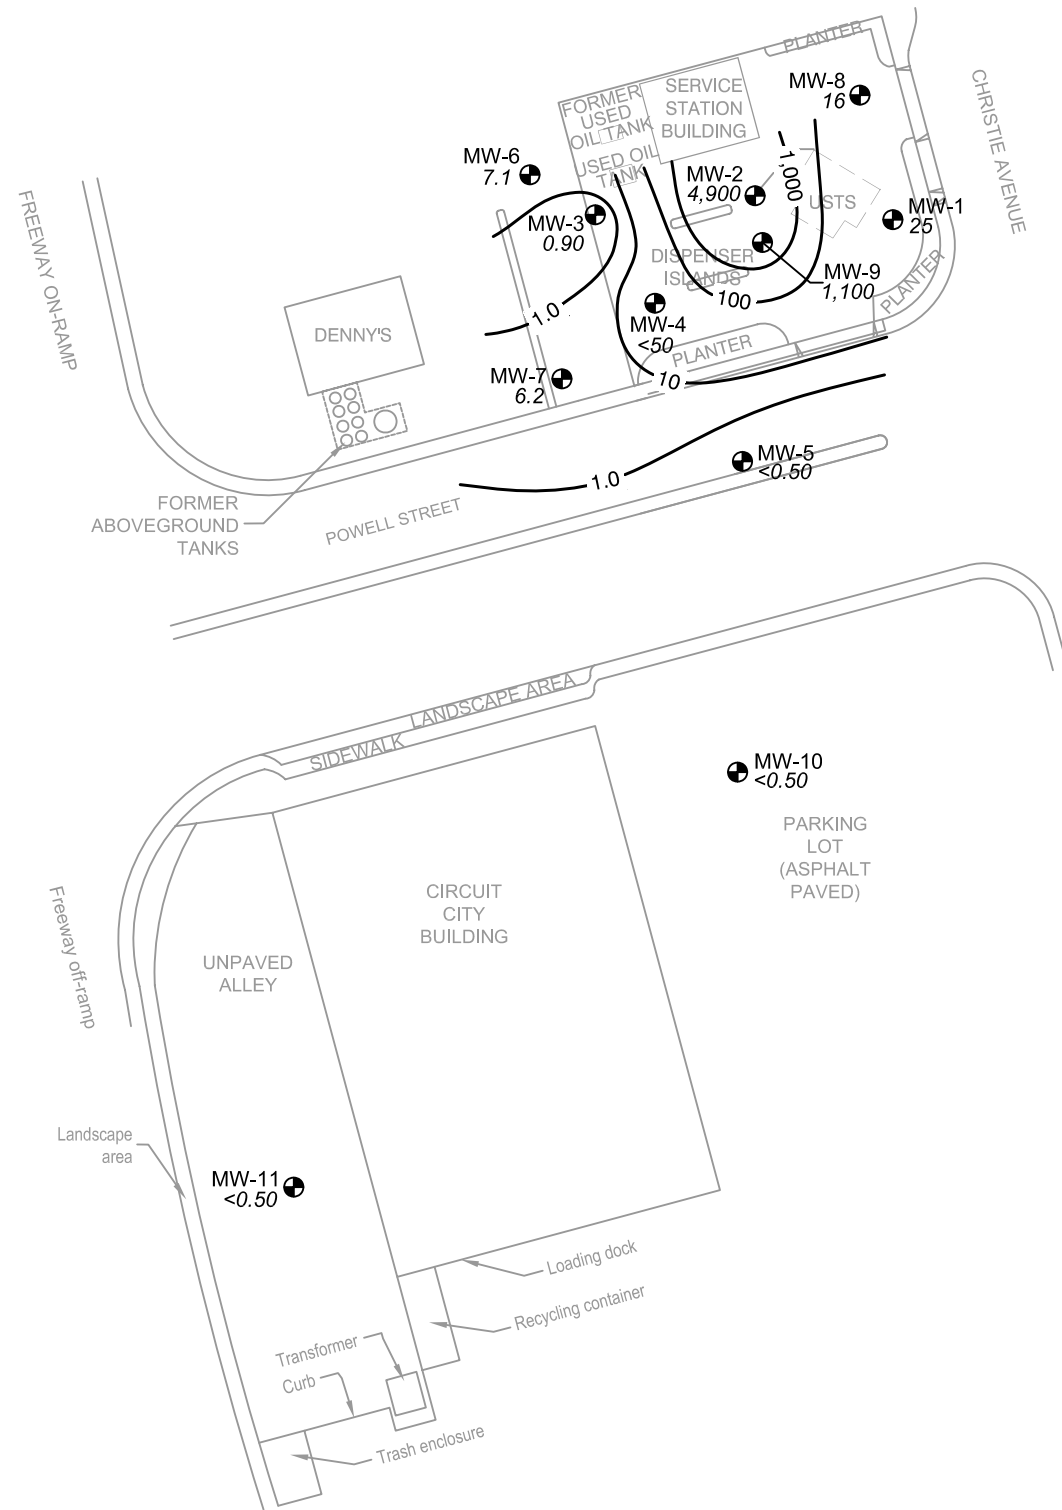 PLANTER
MW-8
16
CHRISTIE AVENUE
SERVICE
STATION
BUILDING
FORMER
USED
OIL TANK
USED OIL
TANK
MW-6
7.1
MW-2
4,900
1,000
USTS
MW-1
25
FREEWAY ON-RAMP
MW-3
0.90
DISPENSER
ISLANDS
MW-9
1,100
PLANTER
100
1.0
MW-4
<50
DENNY'S
PLANTER
10
MW-7
6.2
MW-5
<0.50
1.0
FORMER
ABOVEGROUND
TANKS
POWELL STREET
LANDSCAPE AREA
SIDEWALK
MW-10
<0.50
PARKING
LOT
(ASPHALT
PAVED)
CIRCUIT
CITY
BUILDING
Freeway off-ramp
UNPAVED
ALLEY
Landscape
area
MW-11
<0.50
Loading dock
Recycling container
Transformer
Curb
Trash enclosure